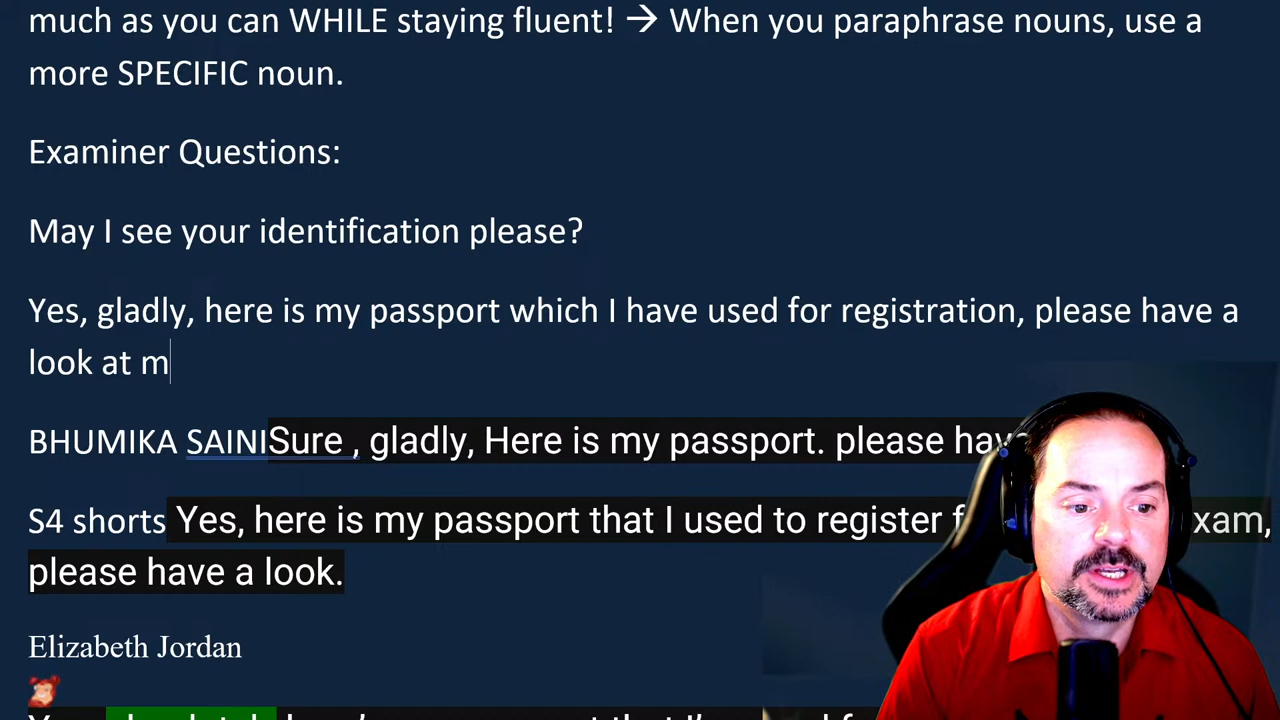 much as you can WHILE staying fluent! → When you paraphrase nouns, use a
more SPECIFIC noun.
Examiner Questions:
May I see your identification please?
Yes, gladly, here is my passport which I have used for registration, please have a
look at m
BHUMIKA SAINISure , gladly, Here is my passport. please have
S4 shorts Yes, here is my passport that I used to register xam,
please have a look.
Elizabeth Jordan